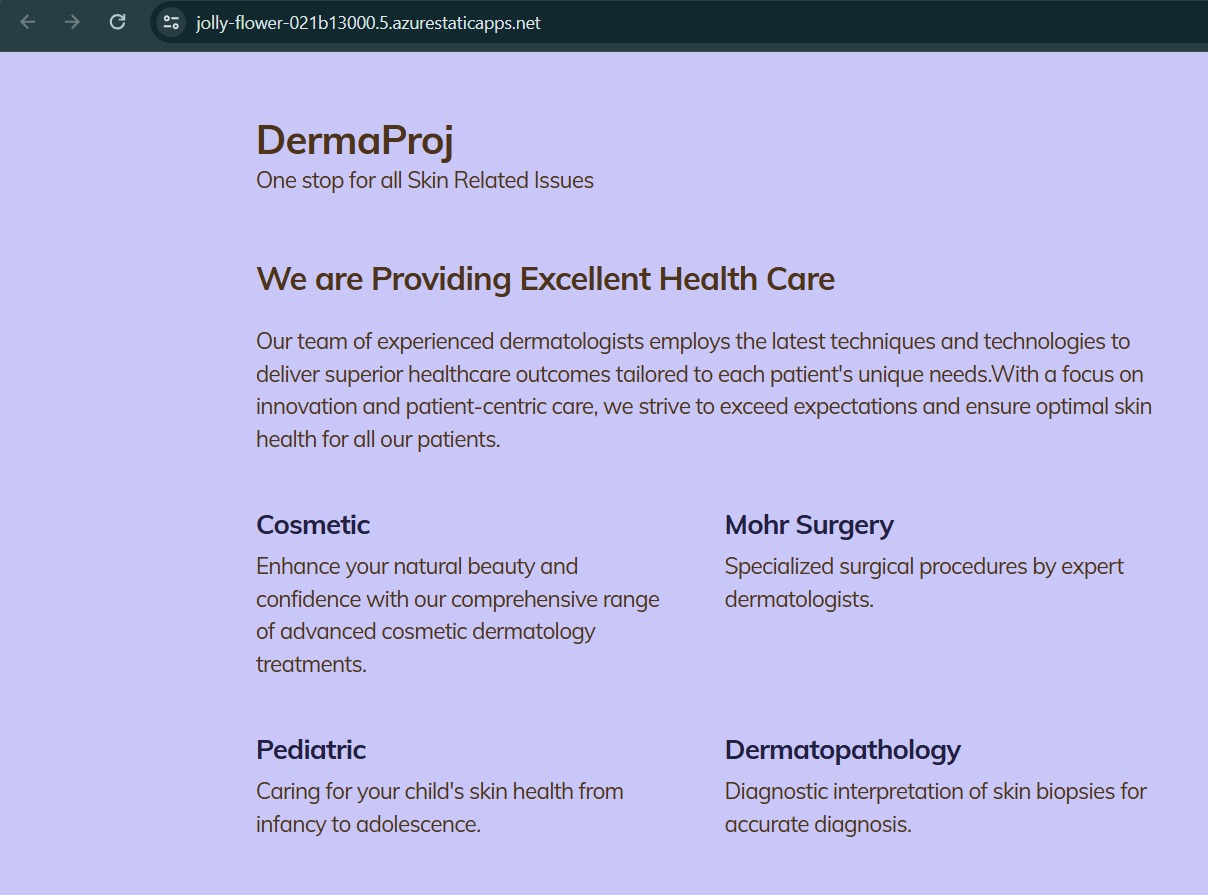 jolly-flower-021b13000.5.azurestaticapps.net
DermaProj
One stop for all Skin Related Issues
We are Providing Excellent Health Care
Our team of experienced dermatologists employs the latest techniques and technologies to
deliver superior healthcare outcomes tailored to each patient's unique needs.With a focus on
innovation and patient-centric care, we strive to exceed expectations and ensure optimal skin
health for all our patients.
Cosmetic
Enhance your natural beauty and
confidence with our comprehensive range
of advanced cosmetic dermatology
treatments.
Mohr Surgery
Specialized surgical procedures by expert
dermatologists.
Pediatric
Caring for your child's skin health from
infancy to adolescence.
Dermatopathology
Diagnostic interpretation of skin biopsies for
accurate diagnosis.